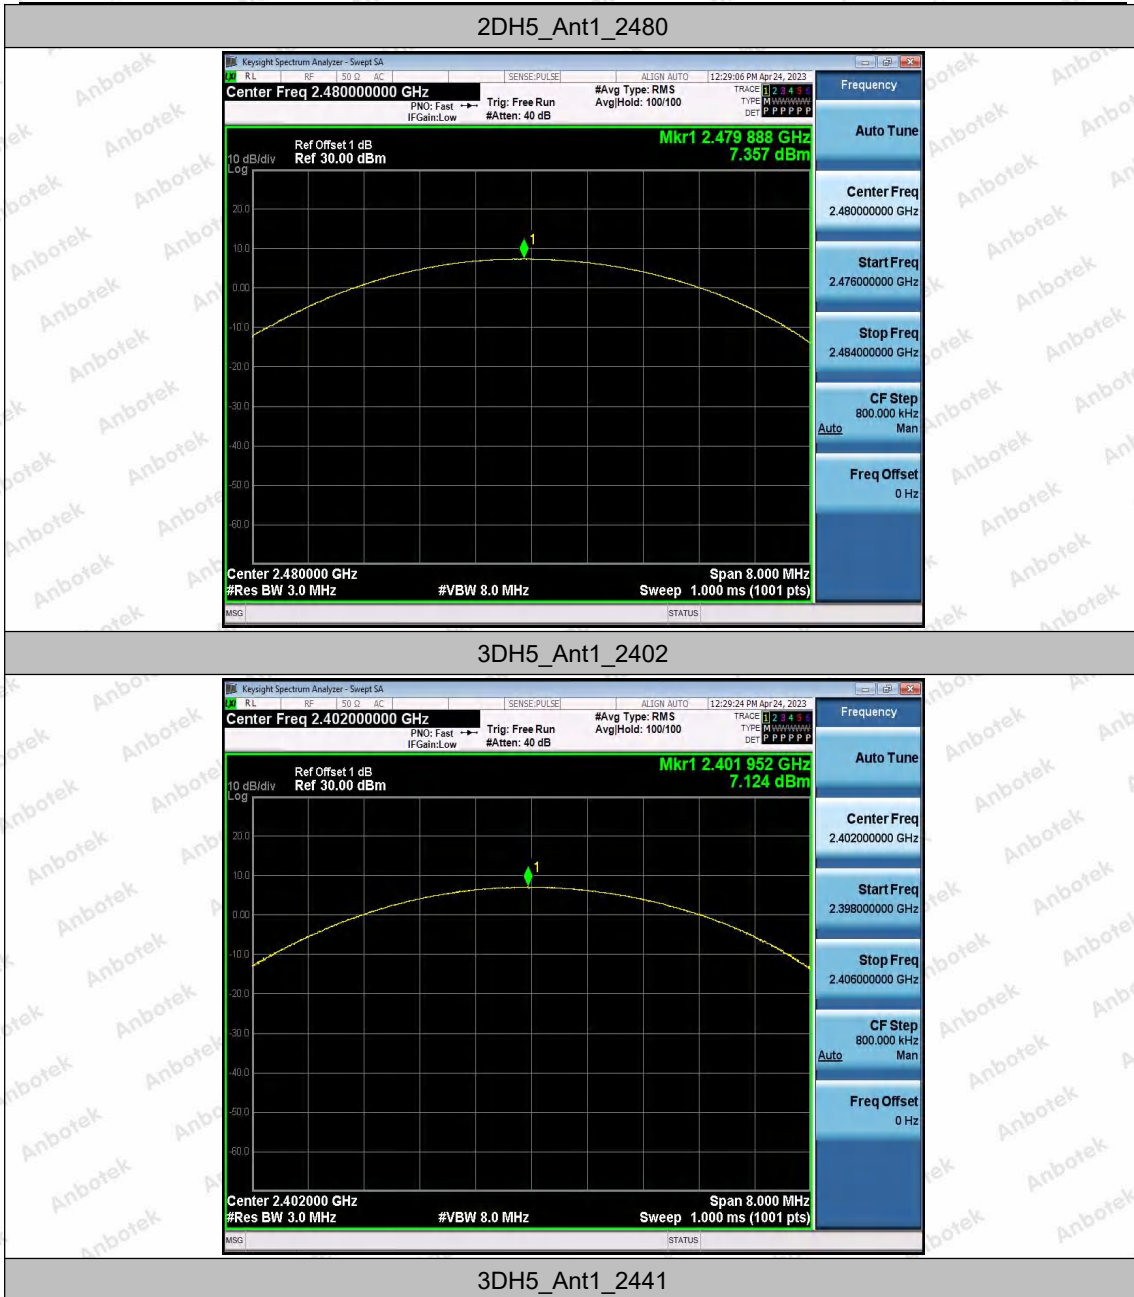 2DH5_Ant1_2480
Keysight Spectrum Analyzer - Swept SA
LXI RL RF 50 Ω AC SENSE:PULSE ALIGN AUTO 12:29:06 PM Apr 24, 2023
Center Freq 2.480000000 GHz
PNO: Fast
IFGain:Low
Trig: Free Run
#Atten: 40 dB
#Avg Type: RMS
Avg|Hold: 100/100
TRACE 1 2 3 4 5 6
TYPE M WWWWW
DET P P P P P P
Mkr1 2.479 888 GHz
7.357 dBm
Ref Offset 1 dB
10 dB/div Ref 30.00 dBm
Log
20.0
10.0
0.00
-10.0
-20.0
-30.0
-40.0
-50.0
-60.0
1
Center 2.480000 GHz Span 8.000 MHz
#Res BW 3.0 MHz #VBW 8.0 MHz Sweep 1.000 ms (1001 pts)
MSG STATUS
Frequency
Auto Tune
Center Freq
2.480000000 GHz
Start Freq
2.476000000 GHz
Stop Freq
2.484000000 GHz
CF Step
800.000 kHz
Auto Man
Freq Offset
0 Hz
3DH5_Ant1_2402
Keysight Spectrum Analyzer - Swept SA
LXI RL RF 50 Ω AC SENSE:PULSE ALIGN AUTO 12:29:24 PM Apr 24, 2023
Center Freq 2.402000000 GHz
PNO: Fast
IFGain:Low
Trig: Free Run
#Atten: 40 dB
#Avg Type: RMS
Avg|Hold: 100/100
TRACE 1 2 3 4 5 6
TYPE M WWWWW
DET P P P P P P
Mkr1 2.401 952 GHz
7.124 dBm
Ref Offset 1 dB
10 dB/div Ref 30.00 dBm
Log
20.0
10.0
0.00
-10.0
-20.0
-30.0
-40.0
-50.0
-60.0
1
Center 2.402000 GHz Span 8.000 MHz
#Res BW 3.0 MHz #VBW 8.0 MHz Sweep 1.000 ms (1001 pts)
MSG STATUS
Frequency
Auto Tune
Center Freq
2.402000000 GHz
Start Freq
2.398000000 GHz
Stop Freq
2.406000000 GHz
CF Step
800.000 kHz
Auto Man
Freq Offset
0 Hz
3DH5_Ant1_2441
Anbotek